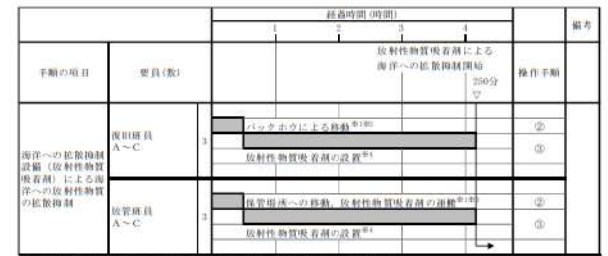 経過時間(時間)
備考
1 2 3 4
手順の項目
要員(数)
放射性物質吸着剤による
海洋への拡散抑制開始
250分
▽
操作手順
海洋への拡散抑制
設備(放射性物質
吸着剤)による海
洋への放射性物質
の拡散抑制
復旧班員
A~C
3
バックホウによる移動
②
放射性物質吸着剤の設置※4
③
放管班員
A~C
3
保管場所への移動,放射性物質吸着剤の運搬
②
放射性物質吸着剤の設置※4
③